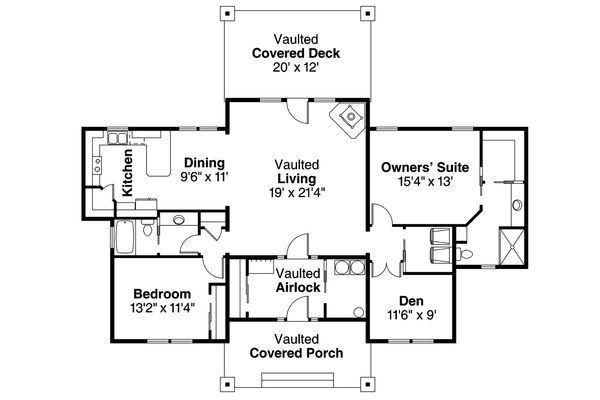 Vaulted
Covered Deck
20' x 12'
Kitchen
Dining
9'6" x 11'
Vaulted
Living
19' x 21'4"
Owners' Suite
15'4" x 13'
Bedroom
13'2" x 11'4"
Vaulted
Airlock
Den
11'6" x 9'
Vaulted
Covered Porch